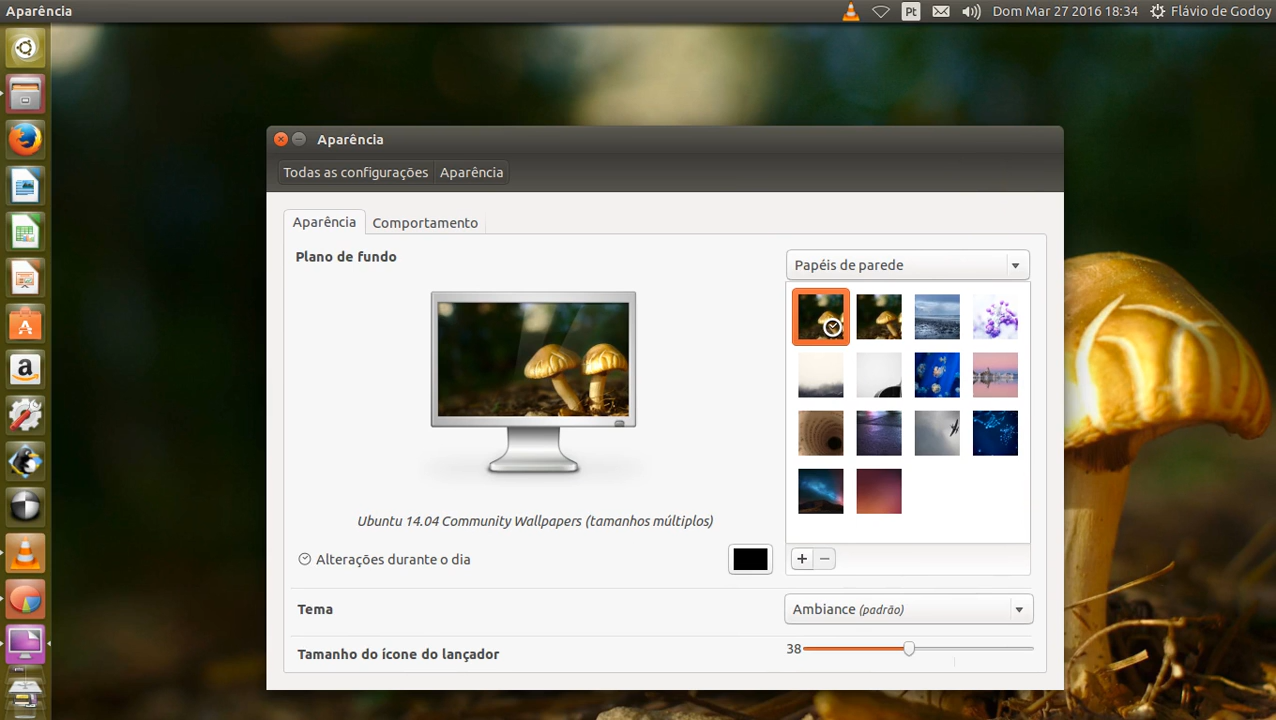 Aparência
Pt
Dom Mar 27 2016 18:34
Flávio de Godoy
Aparência
Todas as configurações
Aparência
Aparência
Comportamento
Plano de fundo
Papéis de parede
Ubuntu 14.04 Community Wallpapers (tamanhos múltiplos)
Alterações durante o dia
Tema
Ambiance (padrão)
Tamanho do ícone do lançador
38